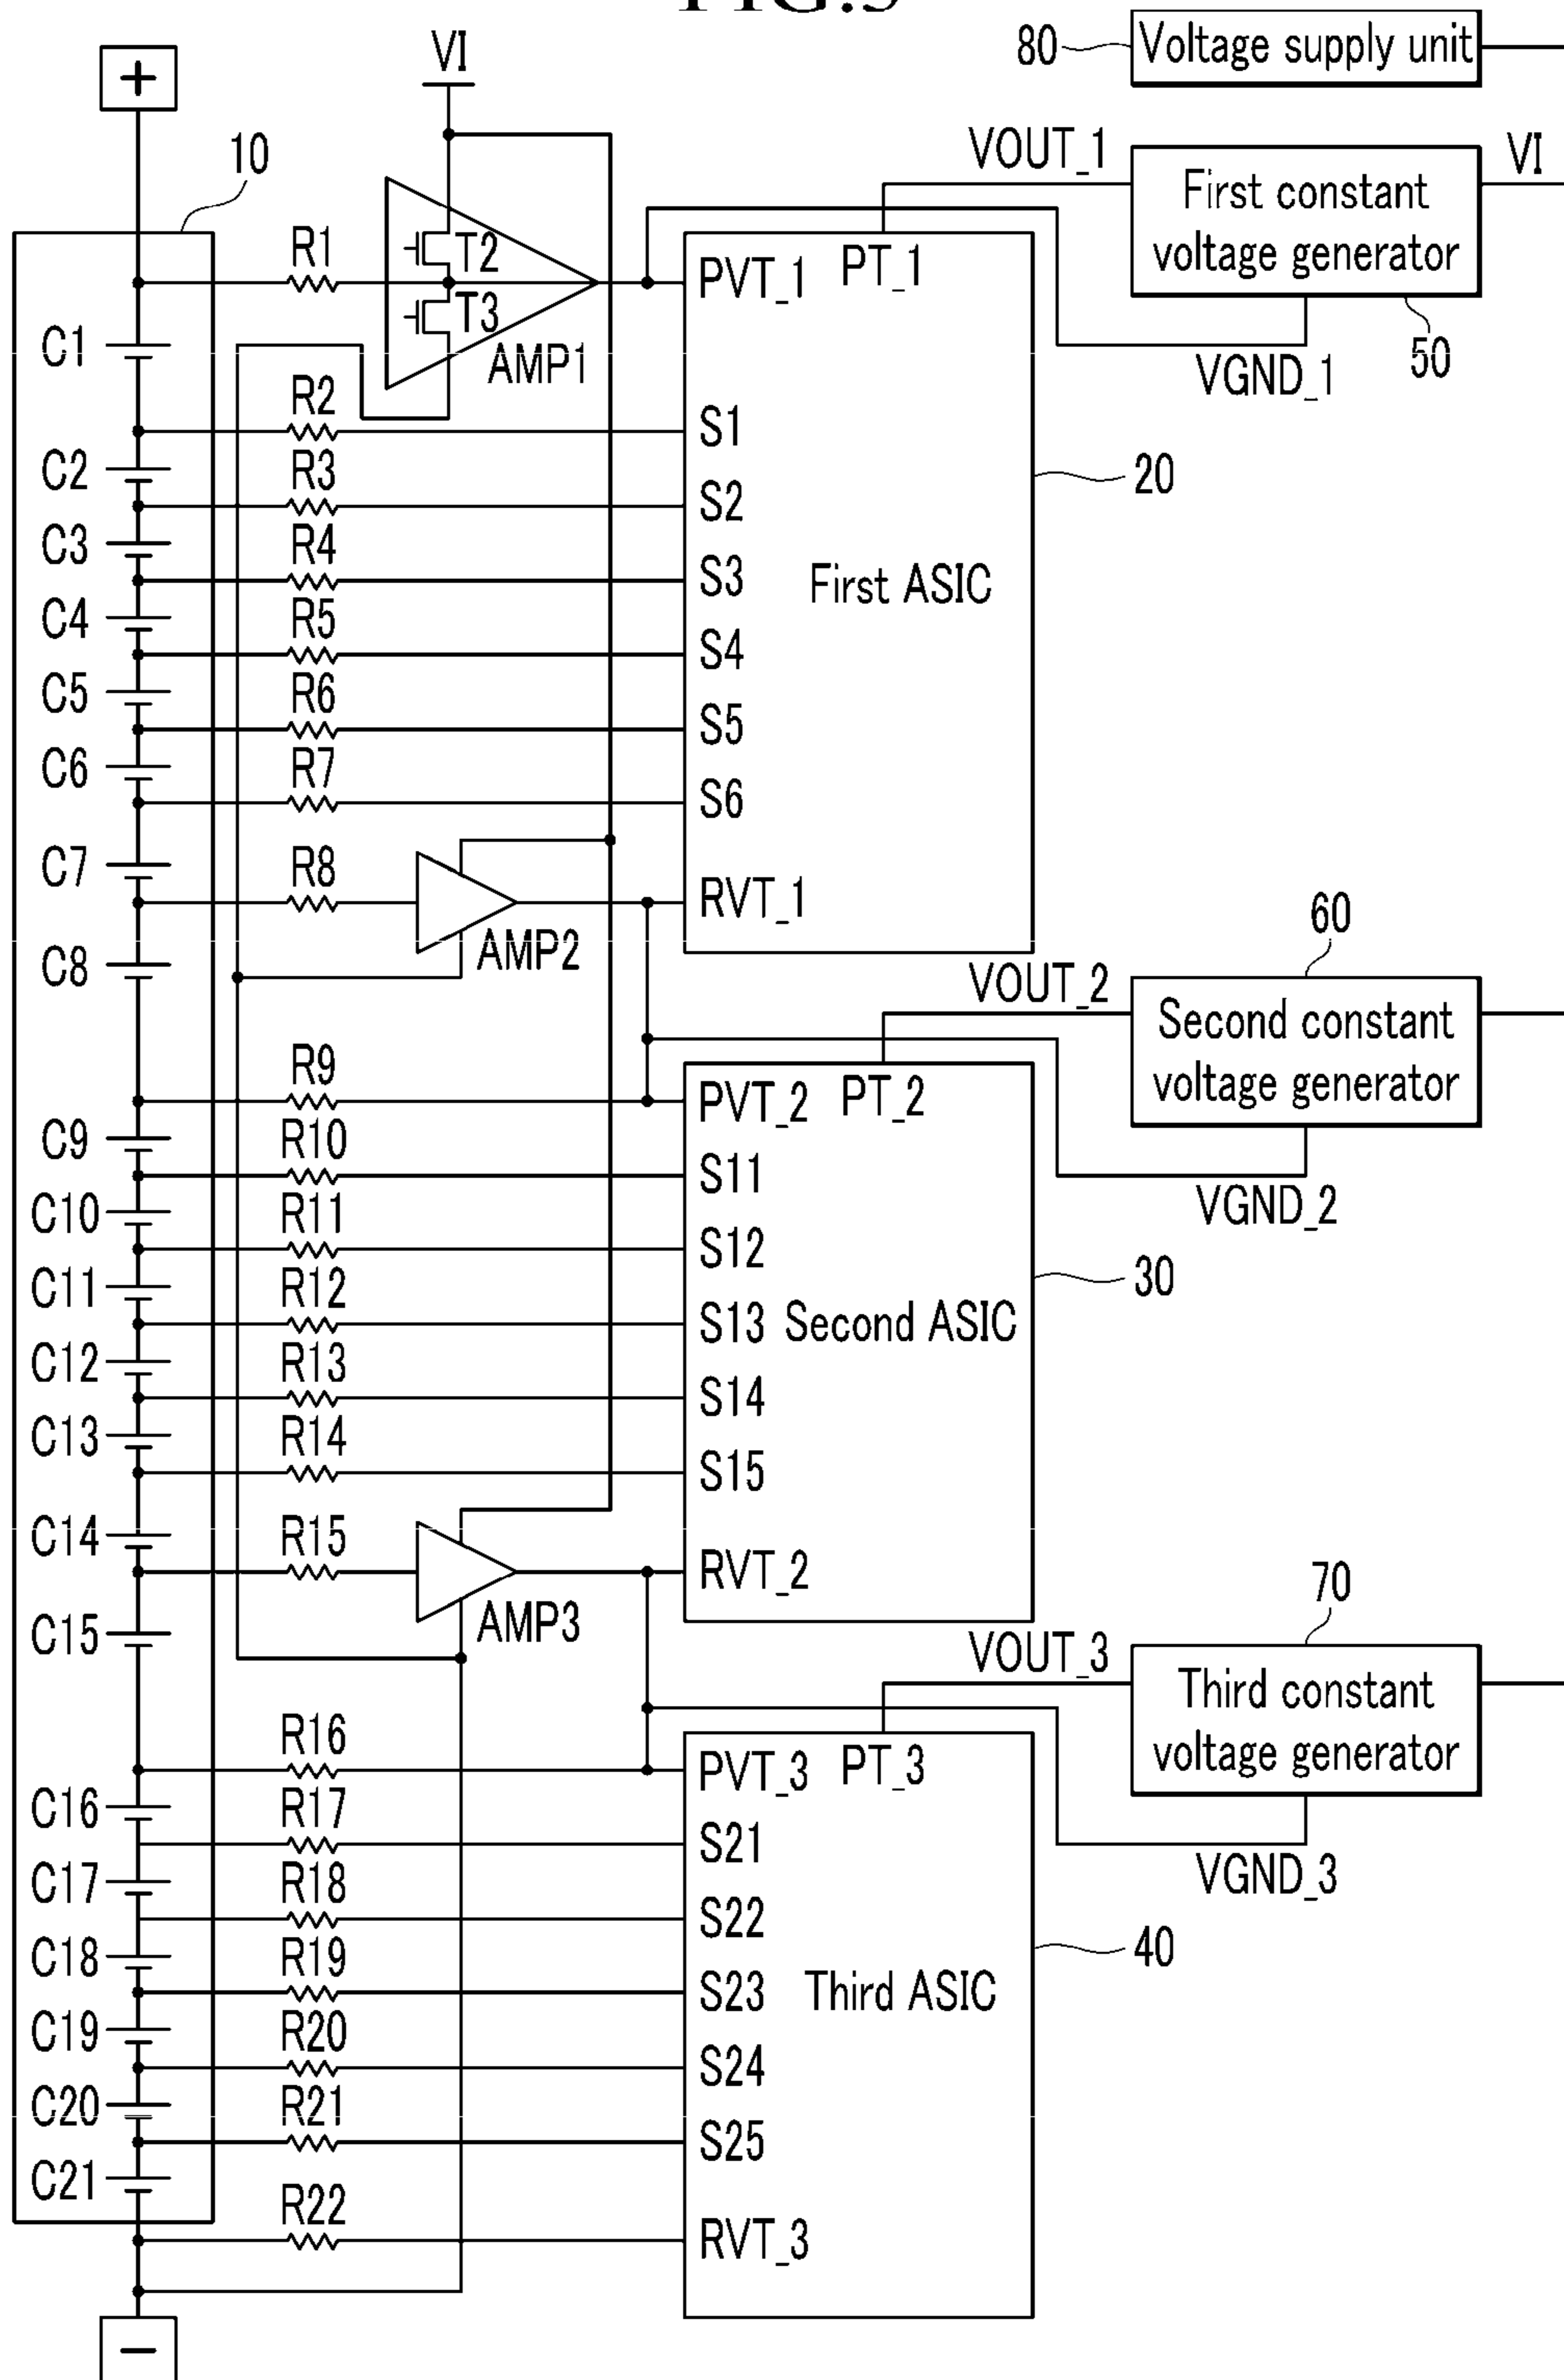 FIG.5
80 Voltage supply unit
+
VI
10
VOUT_1
First constant
voltage generator
VI
50
VGND_1
R1
T2
T3
AMP1
PVT_1
PT_1
C1
R2
S1
C2
R3
S2
20
C3
R4
S3
First ASIC
C4
R5
S4
C5
R6
S5
C6
R7
S6
C7
R8
AMP2
RVT_1
C8
60
VOUT_2
Second constant
voltage generator
VGND_2
R9
PVT_2
PT_2
C9
R10
S11
C10
R11
S12
30
C11
R12
S13
Second ASIC
C12
R13
S14
C13
R14
S15
C14
R15
AMP3
RVT_2
C15
70
VOUT_3
Third constant
voltage generator
VGND_3
R16
PVT_3
PT_3
C16
R17
S21
C17
R18
S22
40
C18
R19
S23
Third ASIC
C19
R20
S24
C20
R21
S25
C21
R22
RVT_3
−